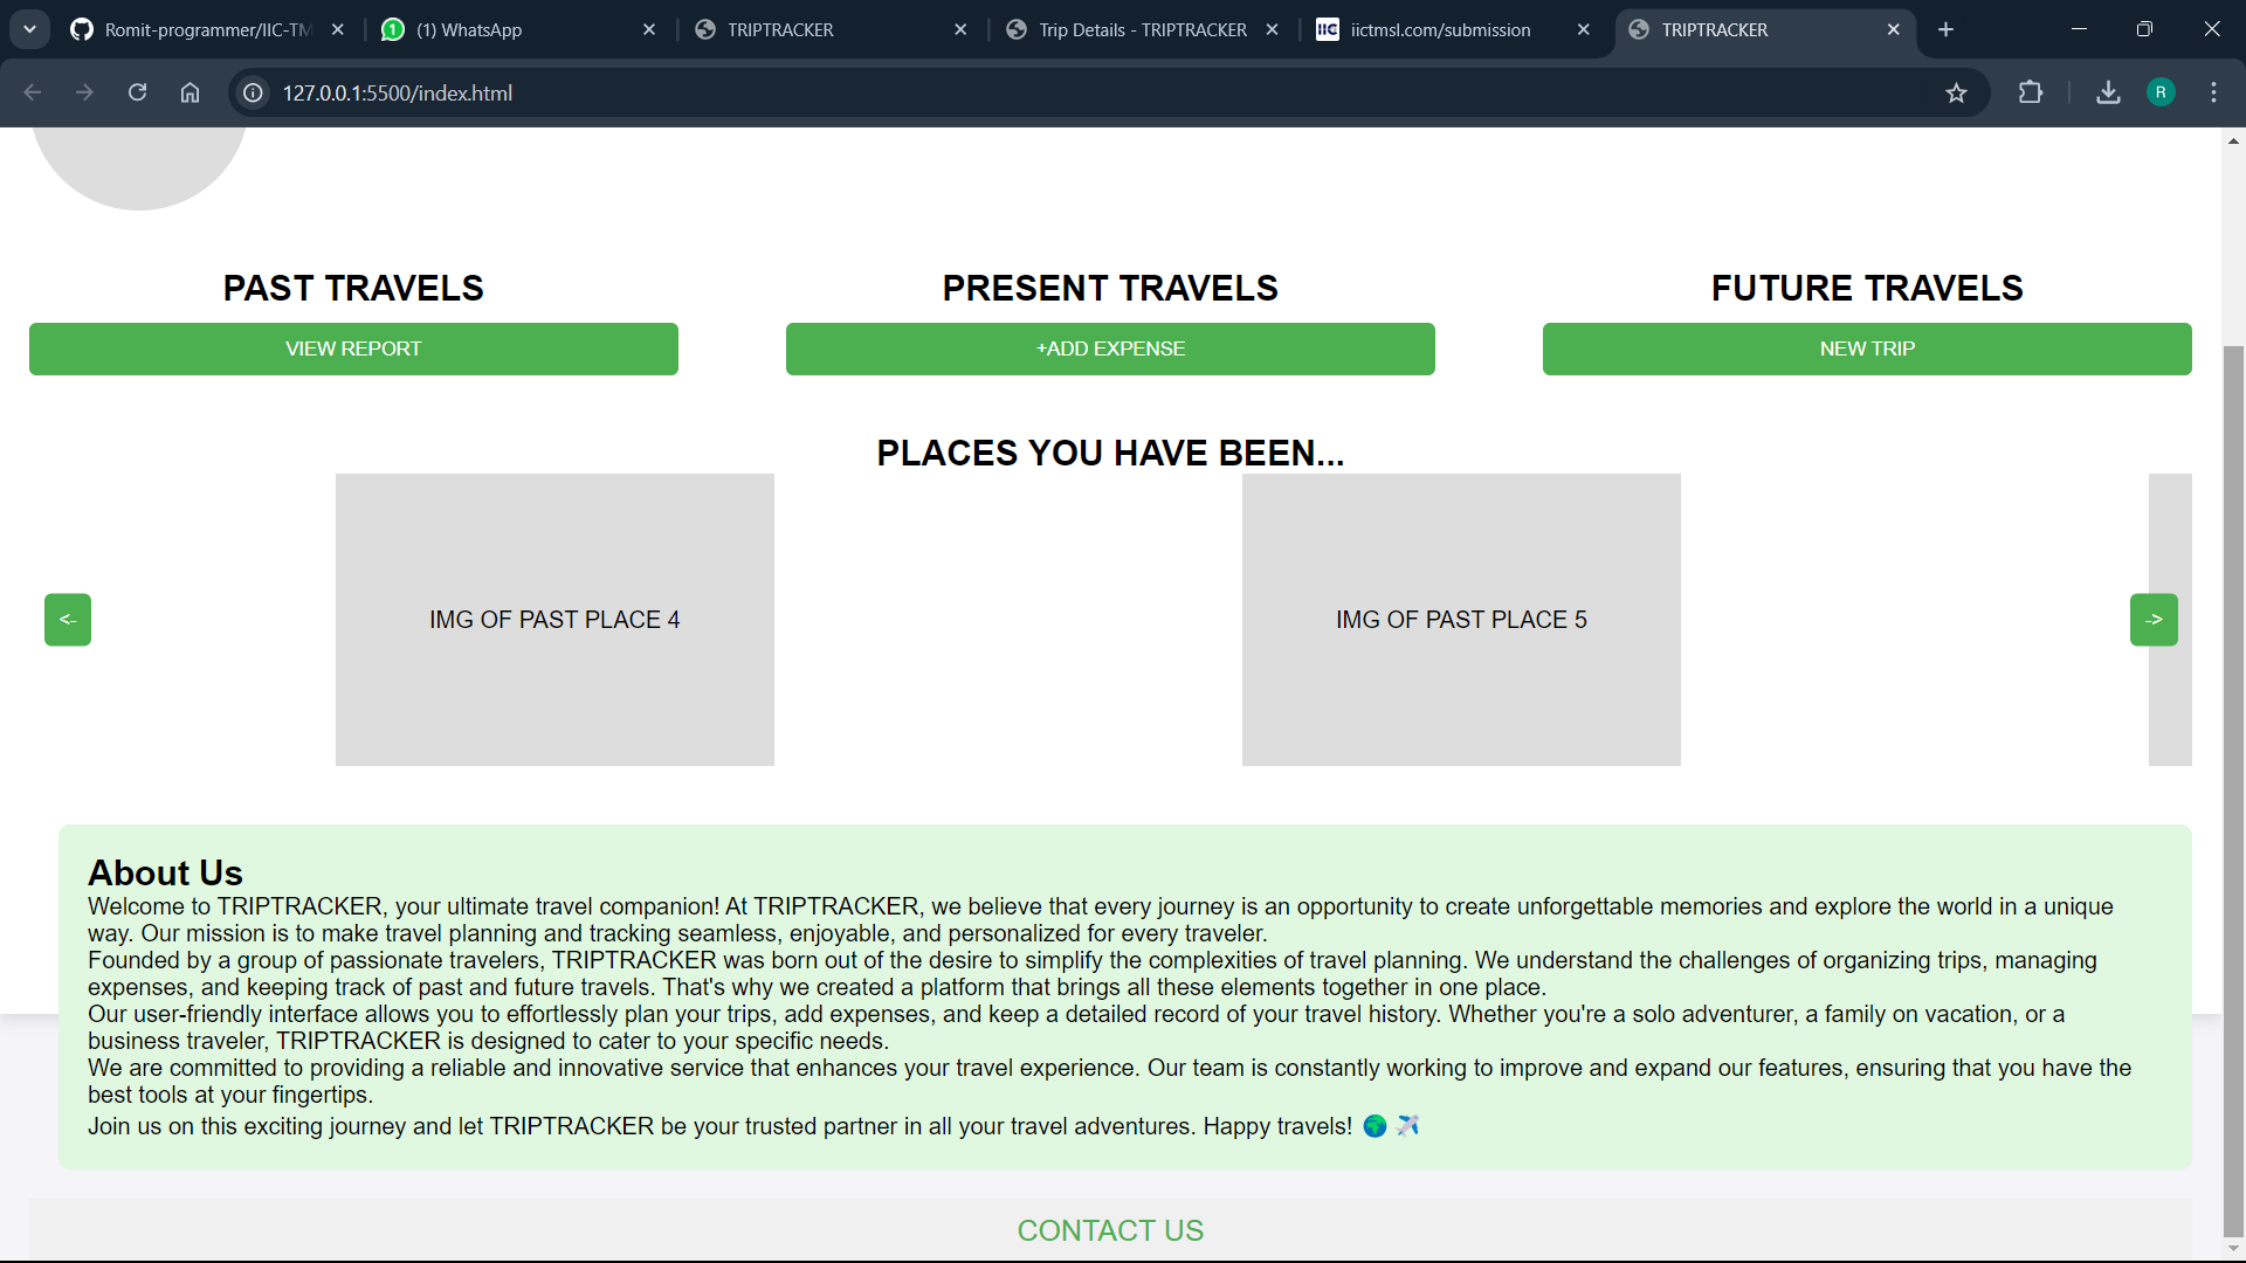 Romit-programmer/IIC-TM
1
(1) WhatsApp
TRIPTRACKER
Trip Details - TRIPTRACKER
IIC
iictmsl.com/submission
TRIPTRACKER
127.0.0.1:5500/index.html
R
PAST TRAVELS
PRESENT TRAVELS
FUTURE TRAVELS
VIEW REPORT
+ADD EXPENSE
NEW TRIP
PLACES YOU HAVE BEEN...
<-
IMG OF PAST PLACE 4
IMG OF PAST PLACE 5
->
About Us
Welcome to TRIPTRACKER, your ultimate travel companion! At TRIPTRACKER, we believe that every journey is an opportunity to create unforgettable memories and explore the world in a unique
way. Our mission is to make travel planning and tracking seamless, enjoyable, and personalized for every traveler.
Founded by a group of passionate travelers, TRIPTRACKER was born out of the desire to simplify the complexities of travel planning. We understand the challenges of organizing trips, managing
expenses, and keeping track of past and future travels. That's why we created a platform that brings all these elements together in one place.
Our user-friendly interface allows you to effortlessly plan your trips, add expenses, and keep a detailed record of your travel history. Whether you're a solo adventurer, a family on vacation, or a
business traveler, TRIPTRACKER is designed to cater to your specific needs.
We are committed to providing a reliable and innovative service that enhances your travel experience. Our team is constantly working to improve and expand our features, ensuring that you have the
best tools at your fingertips.
Join us on this exciting journey and let TRIPTRACKER be your trusted partner in all your travel adventures. Happy travels! 🌍 ✈️
CONTACT US